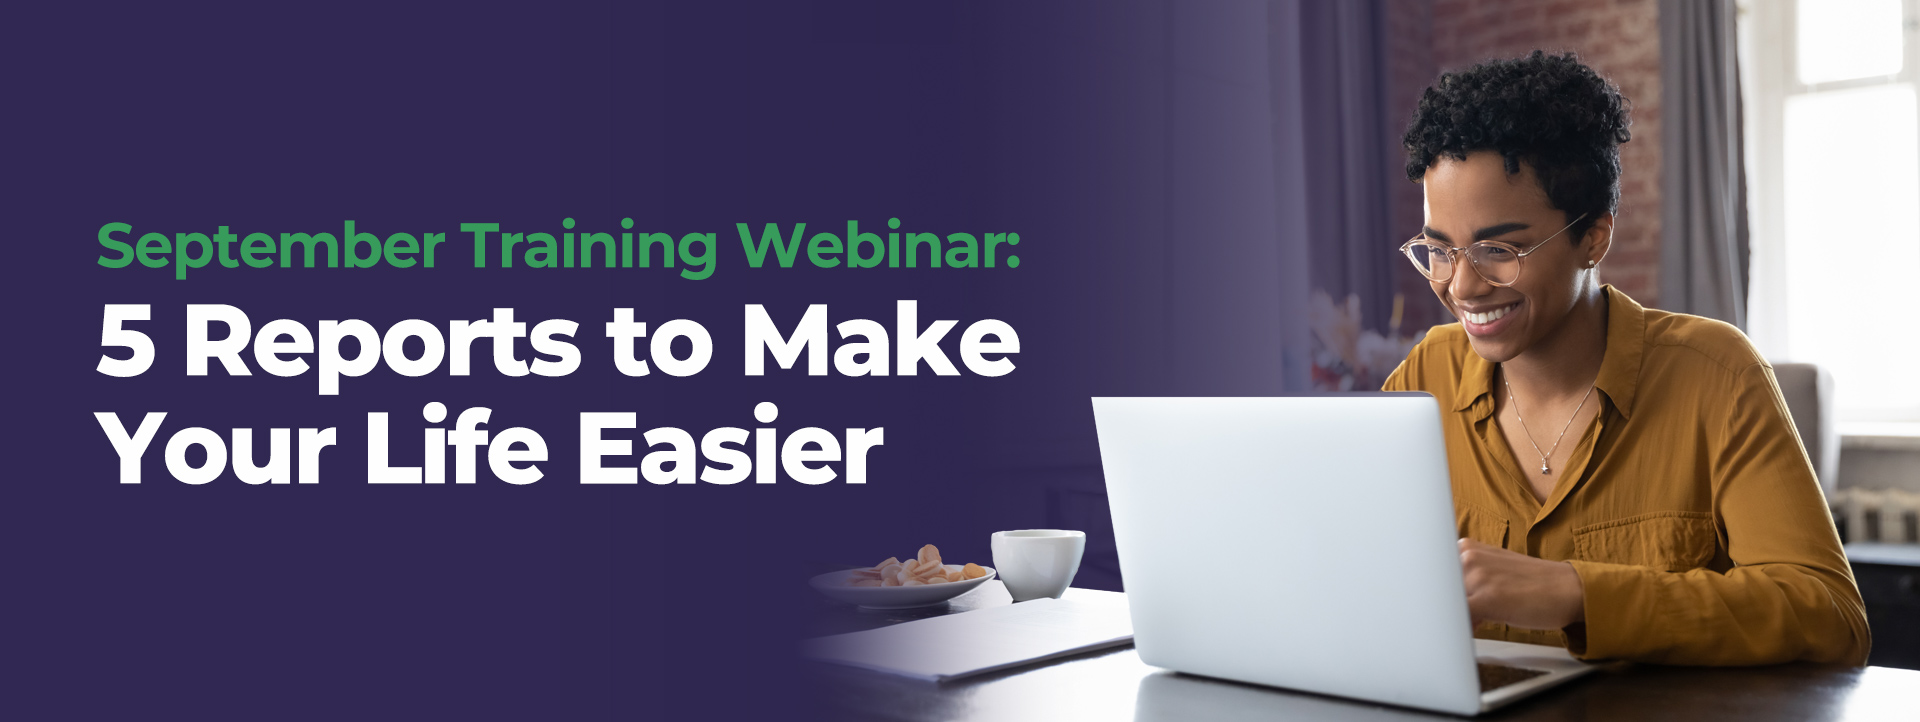 September Training Webinar:
5 Reports to Make
Your Life Easier